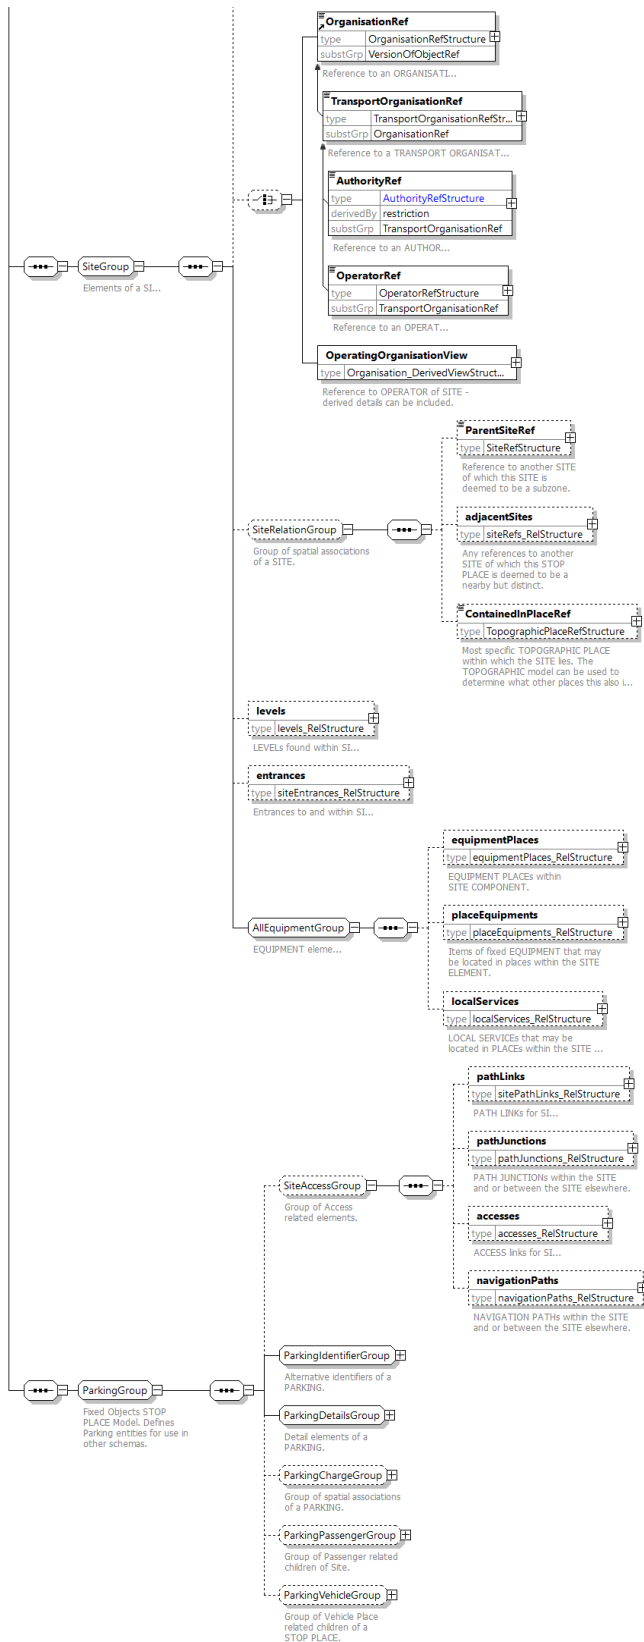 OrganisationRef
type OrganisationRefStructure
substGrp VersionOfObjectRef
Reference to an ORGANISATI...
TransportOrganisationRef
type TransportOrganisationRefStr...
substGrp OrganisationRef
Reference to a TRANSPORT ORGANISAT...
AuthorityRef
type AuthorityRefStructure
derivedBy restriction
substGrp TransportOrganisationRef
Reference to an AUTHOR...
SiteGroup
Elements of a SI...
OperatorRef
type OperatorRefStructure
substGrp TransportOrganisationRef
Reference to an OPERAT...
OperatingOrganisationView
type Organisation_DerivedViewStruct...
Reference to OPERATOR of SITE -
derived details can be included.
ParentSiteRef
type SiteRefStructure
Reference to another SITE
of which this SITE is
deemed to be a subzone.
SiteRelationGroup
Group of spatial associations
of a SITE.
adjacentSites
type siteRefs_RelStructure
Any references to another
SITE of which this STOP
PLACE is deemed to be a
nearby but distinct.
ContainedInPlaceRef
type TopographicPlaceRefStructure
Most specific TOPOGRAPHIC PLACE
within which the SITE lies. The
TOPOGRAPHIC model can be used to
determine what other places this also i...
levels
type levels_RelStructure
LEVELs found within SI...
entrances
type siteEntrances_RelStructure
Entrances to and within SI...
equipmentPlaces
type equipmentPlaces_RelStructure
EQUIPMENT PLACEs within
SITE COMPONENT.
AllEquipmentGroup
EQUIPMENT eleme...
placeEquipments
type placeEquipments_RelStructure
Items of fixed EQUIPMENT that may
be located in places within the SITE
ELEMENT.
localServices
type localServices_RelStructure
LOCAL SERVICEs that may be
located in PLACEs within the SITE ...
pathLinks
type sitePathLinks_RelStructure
PATH LINKs for SI...
pathJunctions
type pathJunctions_RelStructure
PATH JUNCTIONs within the SITE
and or between the SITE elsewhere.
SiteAccessGroup
Group of Access
related elements.
accesses
type accesses_RelStructure
ACCESS links for SI...
navigationPaths
type navigationPaths_RelStructure
NAVIGATION PATHs within the SITE
and or between the SITE elsewhere.
ParkingGroup
Fixed Objects STOP
PLACE Model. Defines
Parking entities for use in
other schemas.
ParkingIdentifierGroup
Alternative identifiers of a
PARKING.
ParkingDetailsGroup
Detail elements of a
PARKING.
ParkingChargeGroup
Group of spatial associations
of a PARKING.
ParkingPassengerGroup
Group of Passenger related
children of Site.
ParkingVehicleGroup
Group of Vehicle Place
related children of a
STOP PLACE.